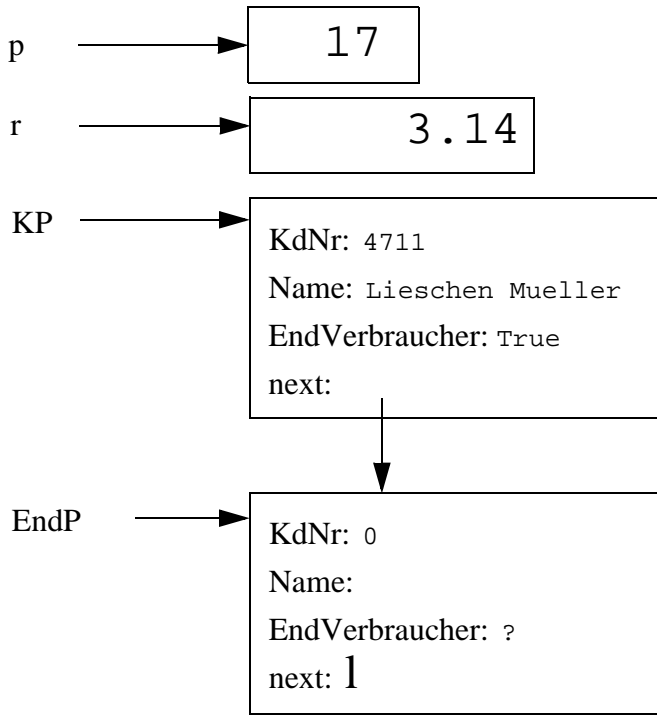 p 17
r 3.14
KP
KdNr: 4711
Name: Lieschen Mueller
EndVerbraucher: True
next:
EndP
KdNr: 0
Name:
EndVerbraucher: ?
next: l